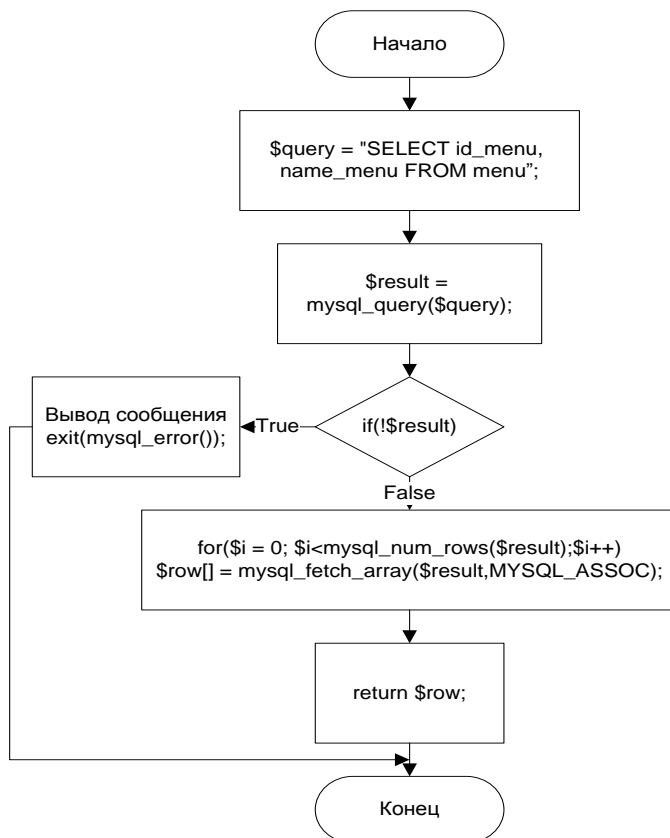 Начало
$query = "SELECT id_menu,
name_menu FROM menu”;
$result =
mysql_query($query);
Вывод сообщения
exit(mysql_error());
True
if(!$result)
False
for($i = 0; $i<mysql_num_rows($result);$i++)
$row[] = mysql_fetch_array($result,MYSQL_ASSOC);
return $row;
Конец